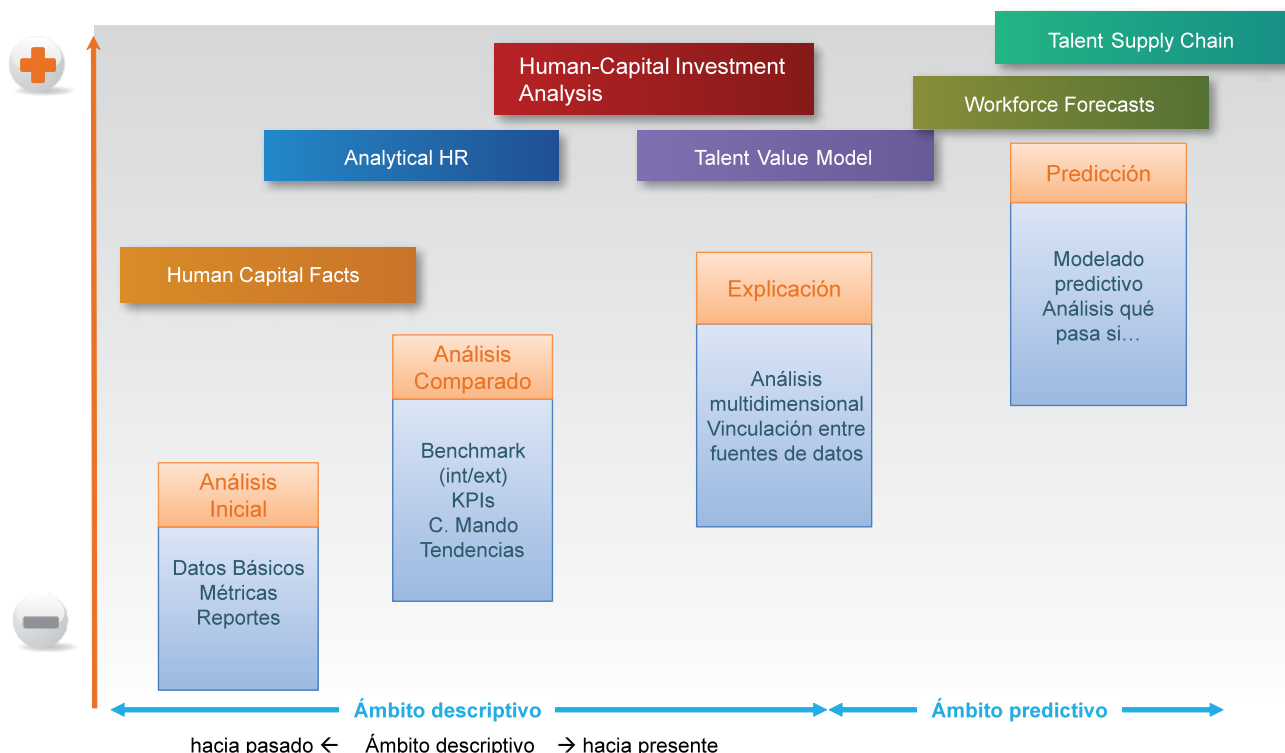 Talent Supply Chain
Human-Capital Investment
Analysis
Workforce Forecasts
Analytical HR
Talent Value Model
Predicción
Modelado
predictivo
Análisis qué
pasa si…
Human Capital Facts
Explicación
Análisis
multidimensional
Vinculación entre
fuentes de datos
Análisis
Comparado
Benchmark
(int/ext)
KPIs
C. Mando
Tendencias
Análisis
Inicial
Datos Básicos
Métricas
Reportes
Ámbito descriptivo
Ámbito predictivo
hacia pasado ← Ámbito descriptivo → hacia presente